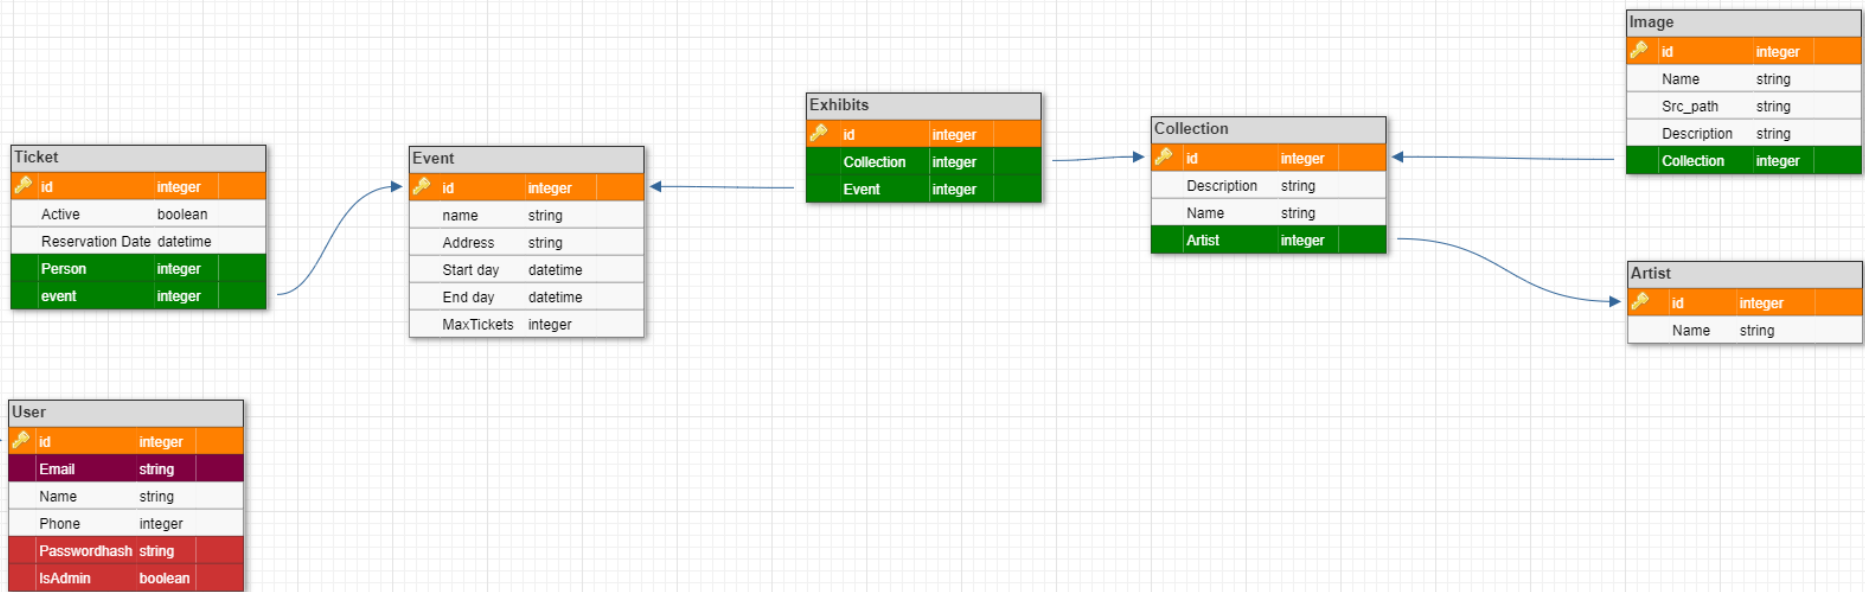 Ticket
id integer
Active boolean
Reservation Date datetime
Person integer
event integer
Event
id integer
name string
Address string
Start day datetime
End day datetime
MaxTickets integer
Exhibits
id integer
Collection integer
Event integer
Collection
id integer
Description string
Name string
Artist integer
Image
id integer
Name string
Src_path string
Description string
Collection integer
Artist
id integer
Name string
User
id integer
Email string
Name string
Phone integer
Passwordhash string
IsAdmin boolean